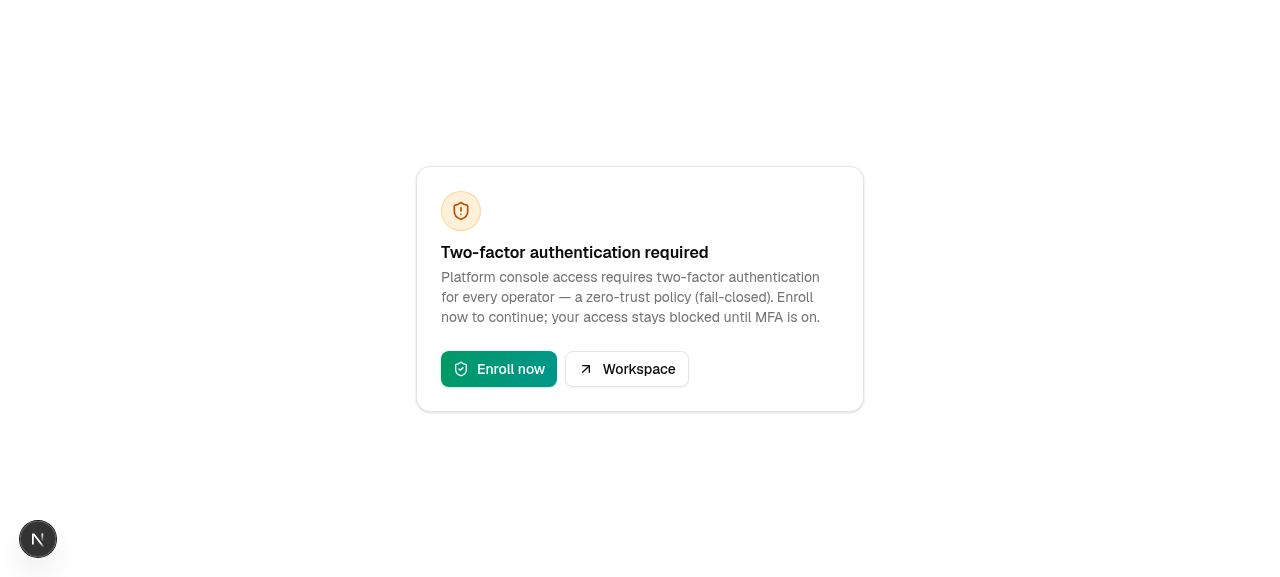 Two-factor authentication required
Platform console access requires two-factor authentication
for every operator — a zero-trust policy (fail-closed). Enroll
now to continue; your access stays blocked until MFA is on.
Enroll now
Workspace
N